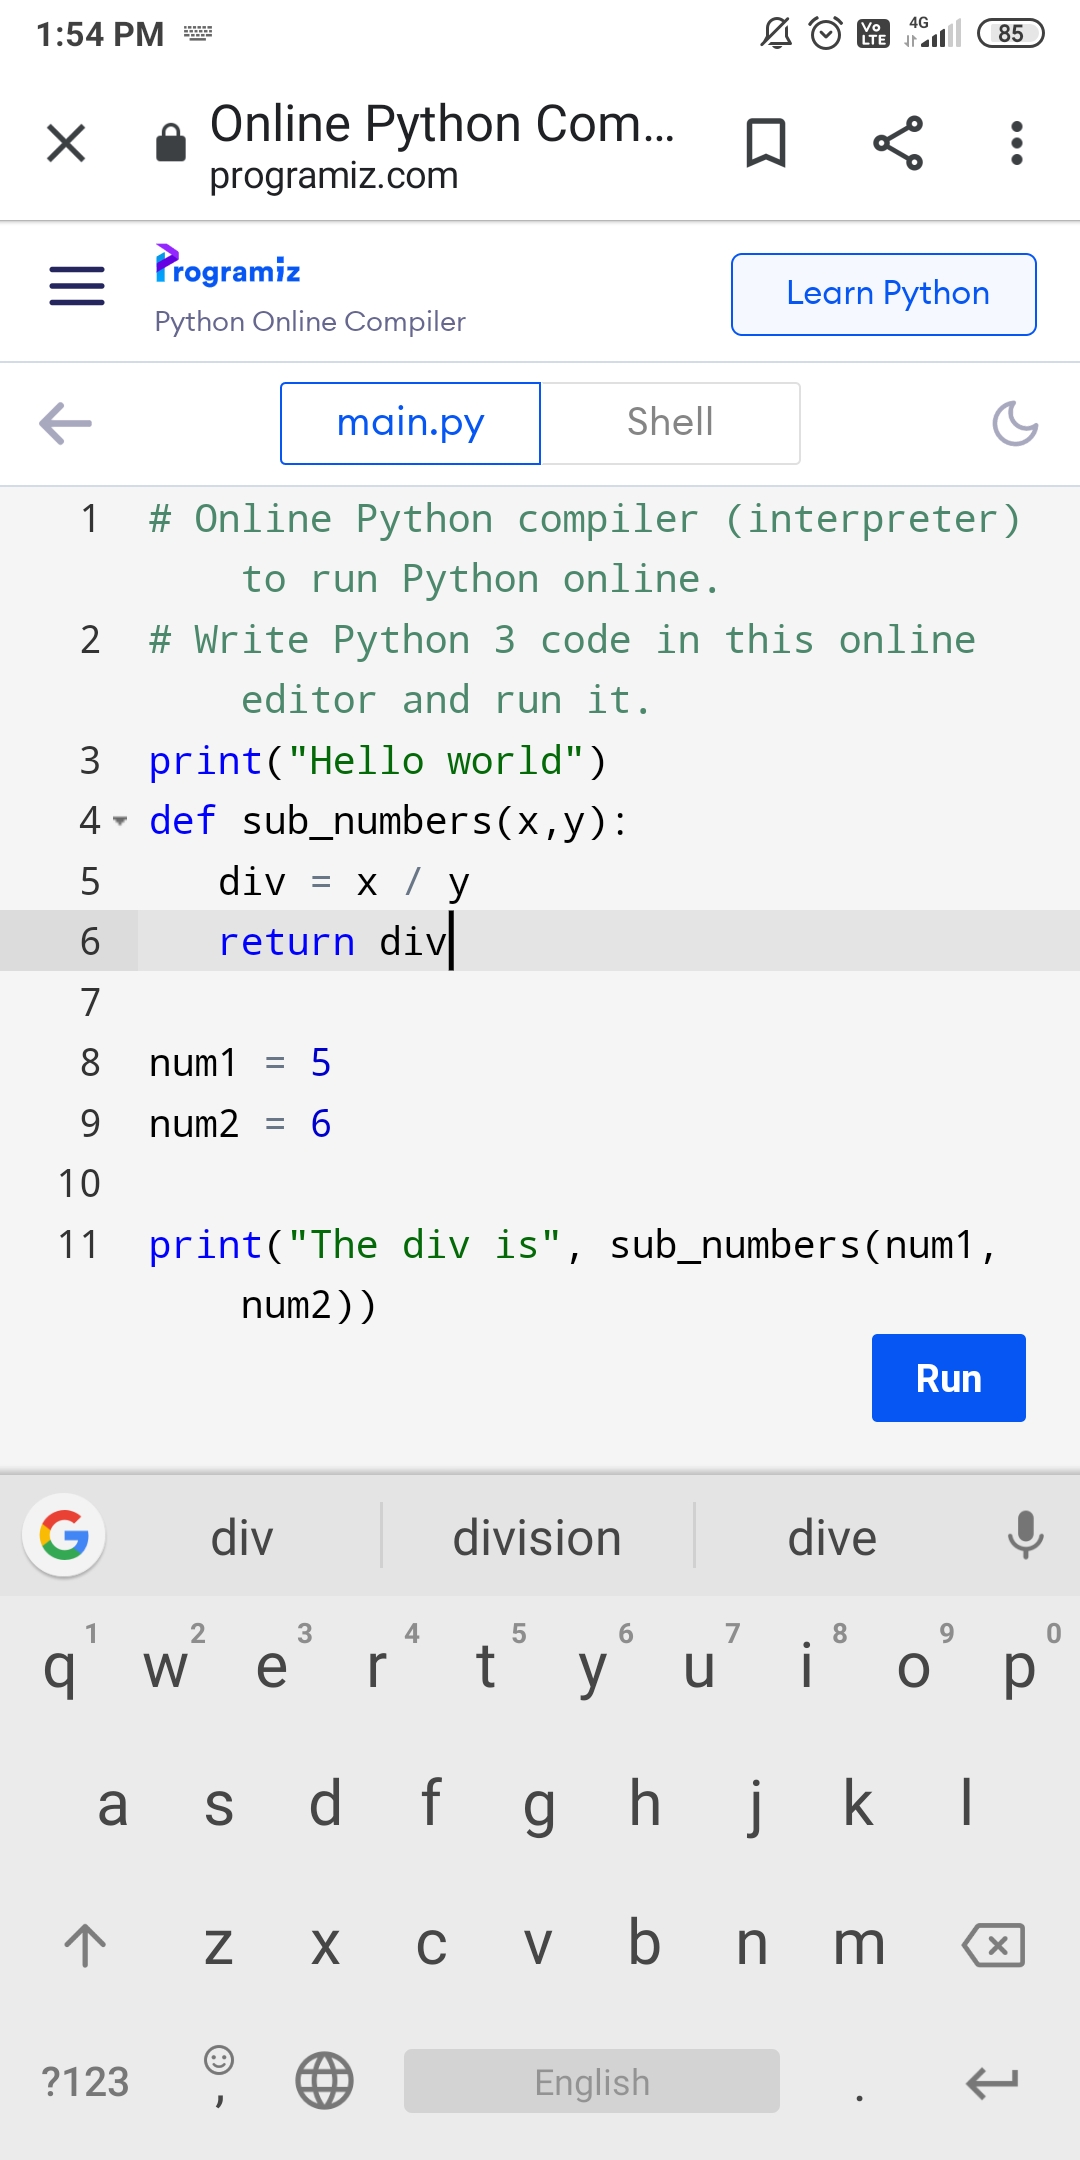 1:54 PM 4G Vo LTE 85
Online Python Com...
programiz.com
Programiz
Python Online Compiler
Learn Python
main.py Shell
1 # Online Python compiler (interpreter)
to run Python online.
2 # Write Python 3 code in this online
editor and run it.
3 print("Hello world")
4 def sub_numbers(x,y):
5 div = x / y
6 return div
7
8 num1 = 5
9 num2 = 6
10
11 print("The div is", sub_numbers(num1,
num2))
Run
G div division dive
1 2 3 4 5 6 7 8 9 0
q w e r t y u i o p
a s d f g h j k l
z x c v b n m
?123 , English .